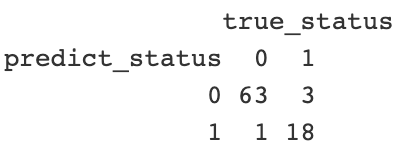 true_status
predict_status 0 1
0 63 3
1 1 18